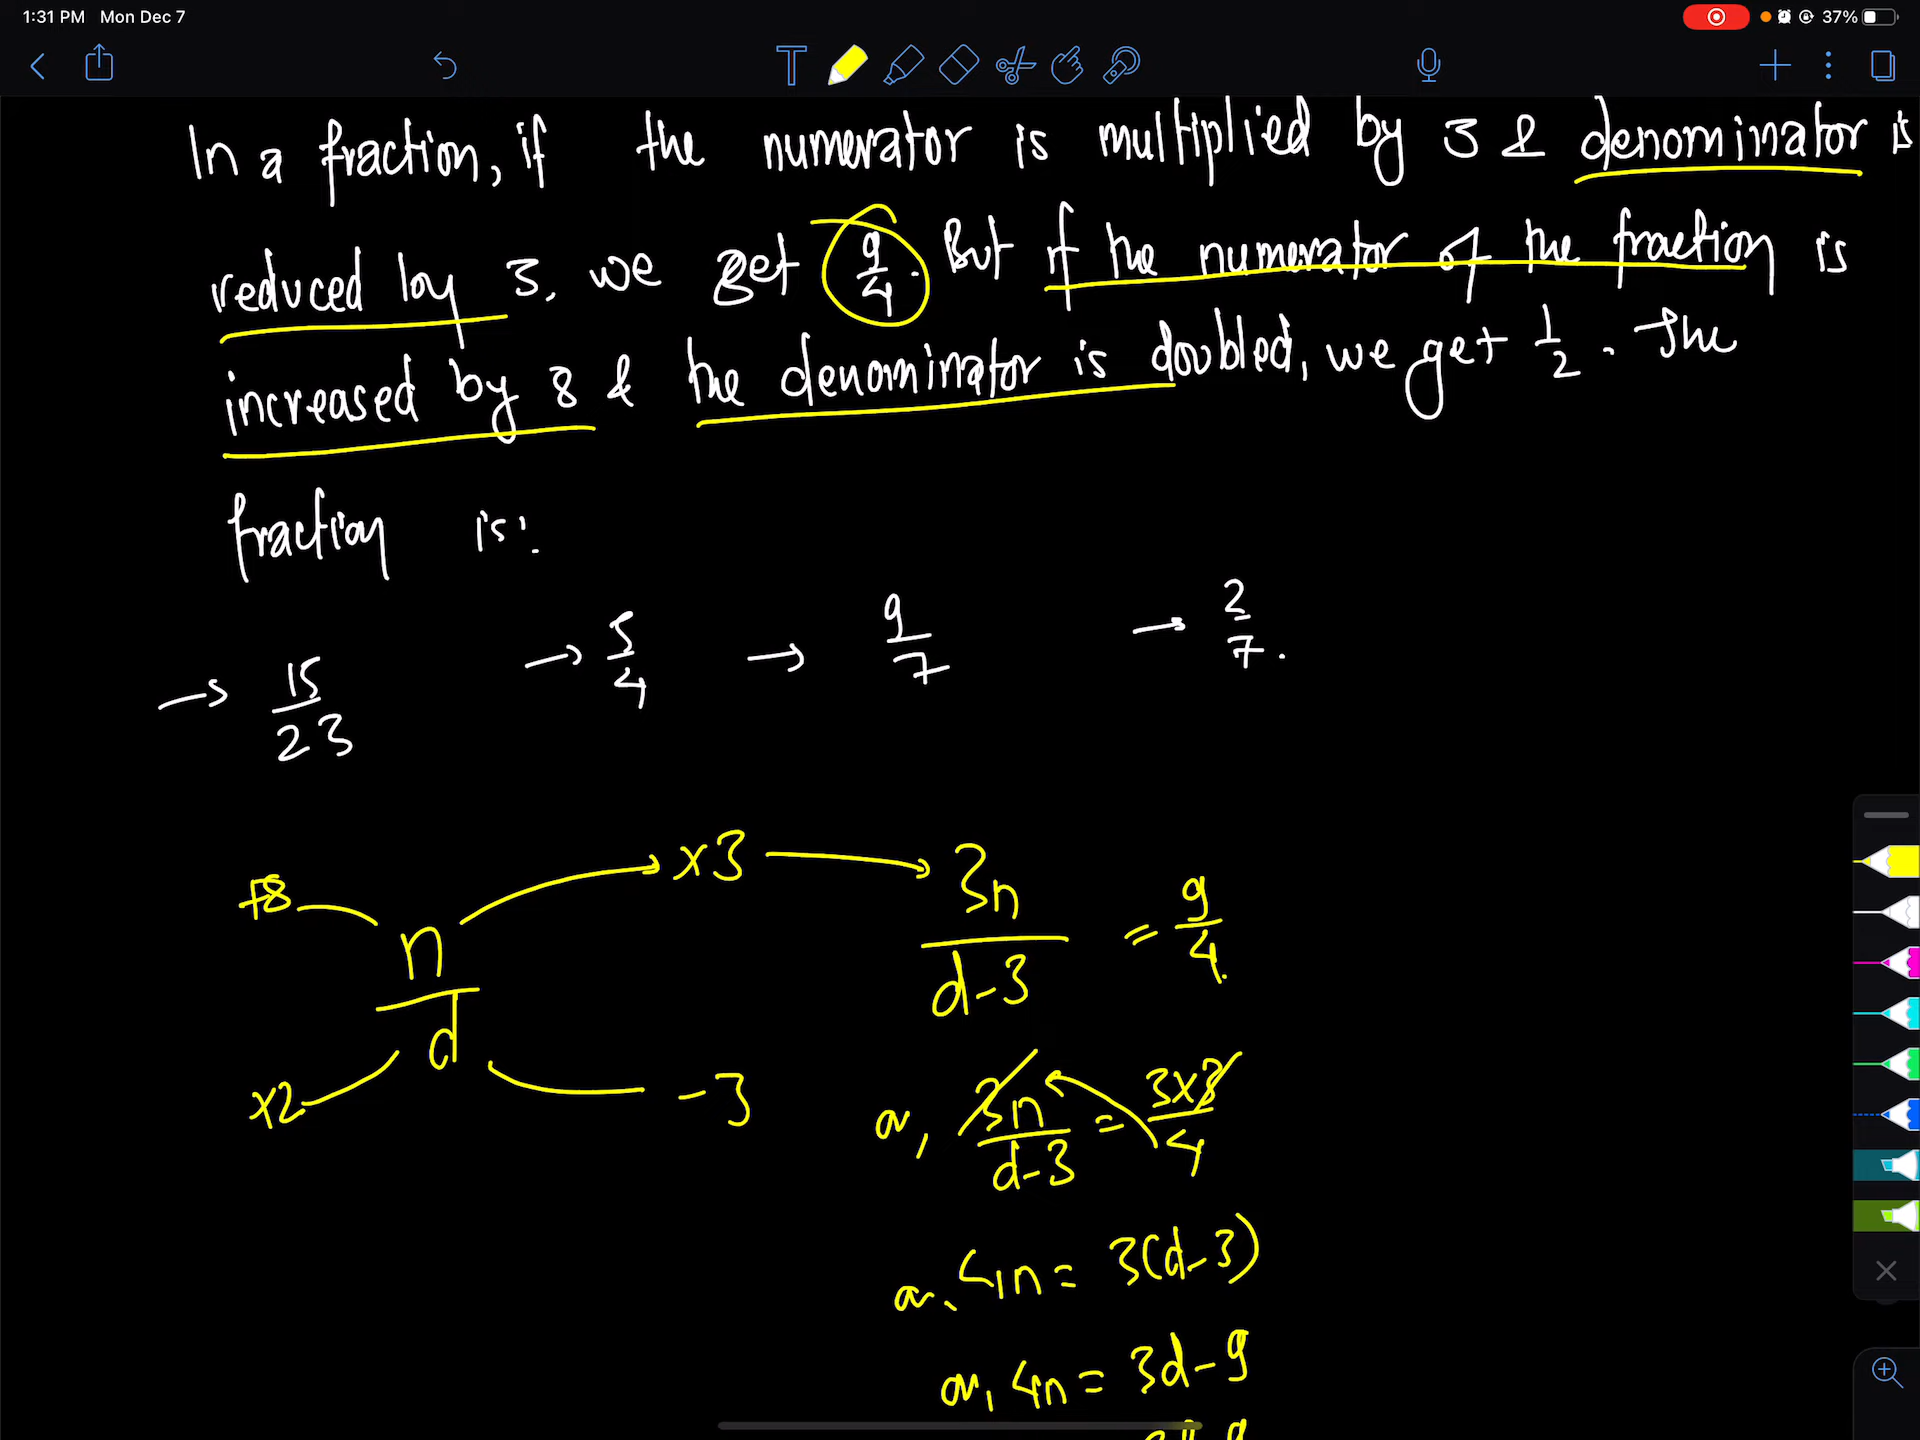 1:31 PM Mon Dec 7
37%
In a fraction, if the numerator is multiplied by 3 & denominator is
reduced by 3, we get 9/4. But if the numerator of the fraction is
increased by 8 & the denominator is doubled, we get 1/2. The
fraction is:
→ 15/23 → 5/4 → 9/7 → 2/7.
+8 n/d ×3 → 3n/(d-3) = 9/4
×2 -3
or, 3n/(d-3) = 3×3/4
or, 4n = 3(d-3)
or, 4n = 3d-9